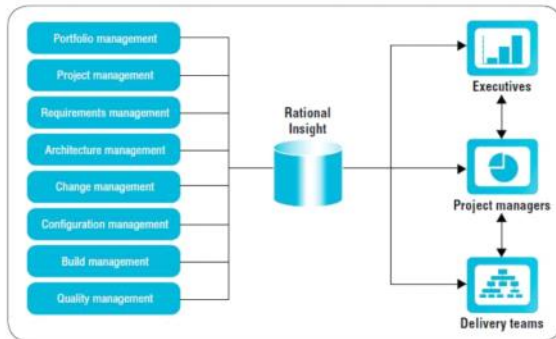 Portfolio management
Project management
Requirements management
Architecture management
Change management
Configuration management
Build management
Quality management
Rational
Insight
Executives
Project managers
Delivery teams